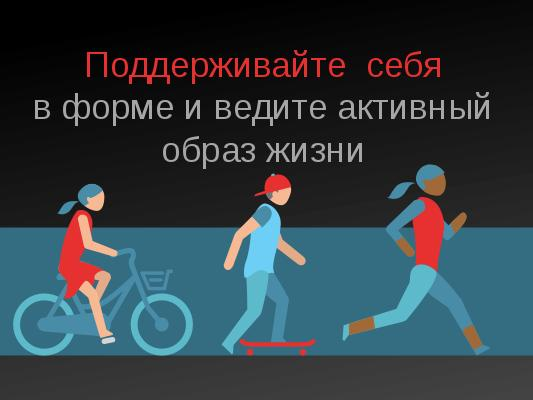 Поддерживайте себя
в форме и ведите активный
образ жизни